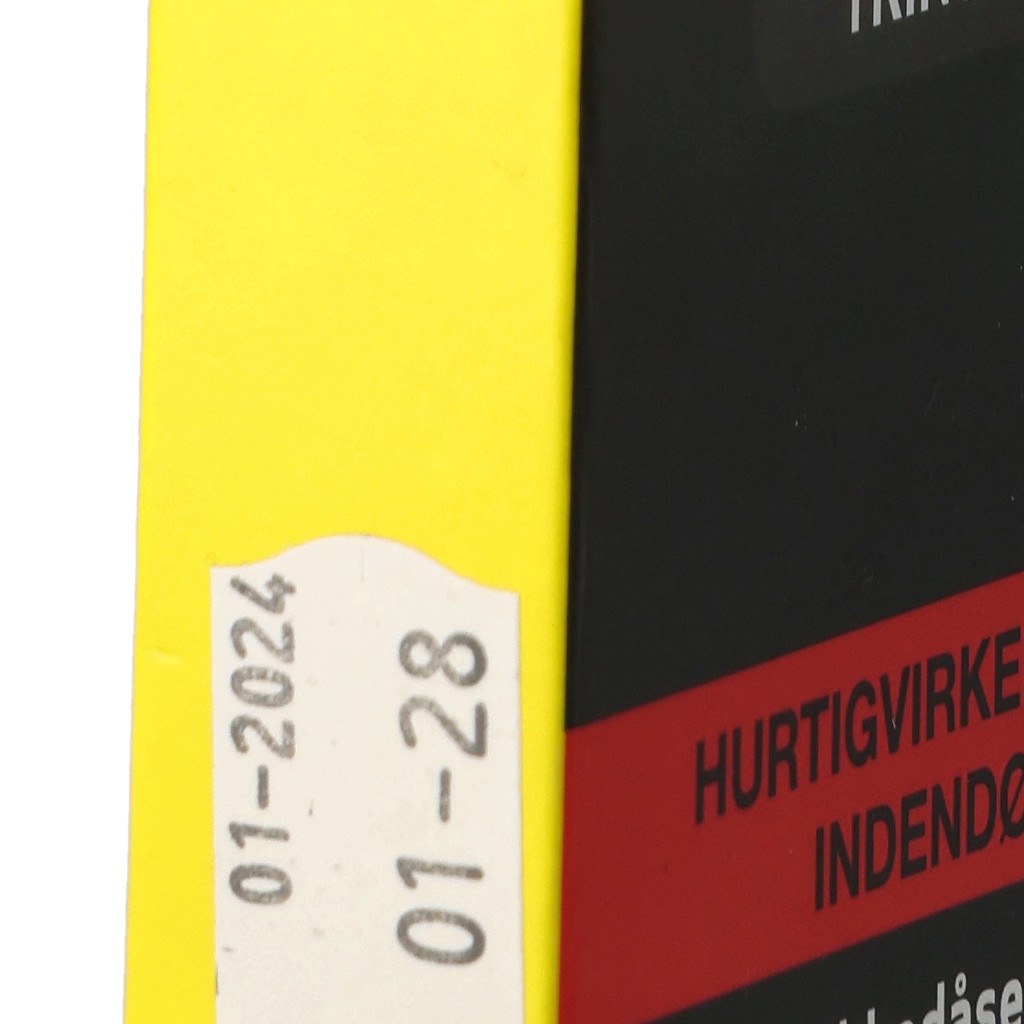 01-2024
01-28
HURTIGVIRKE
INDENDØ